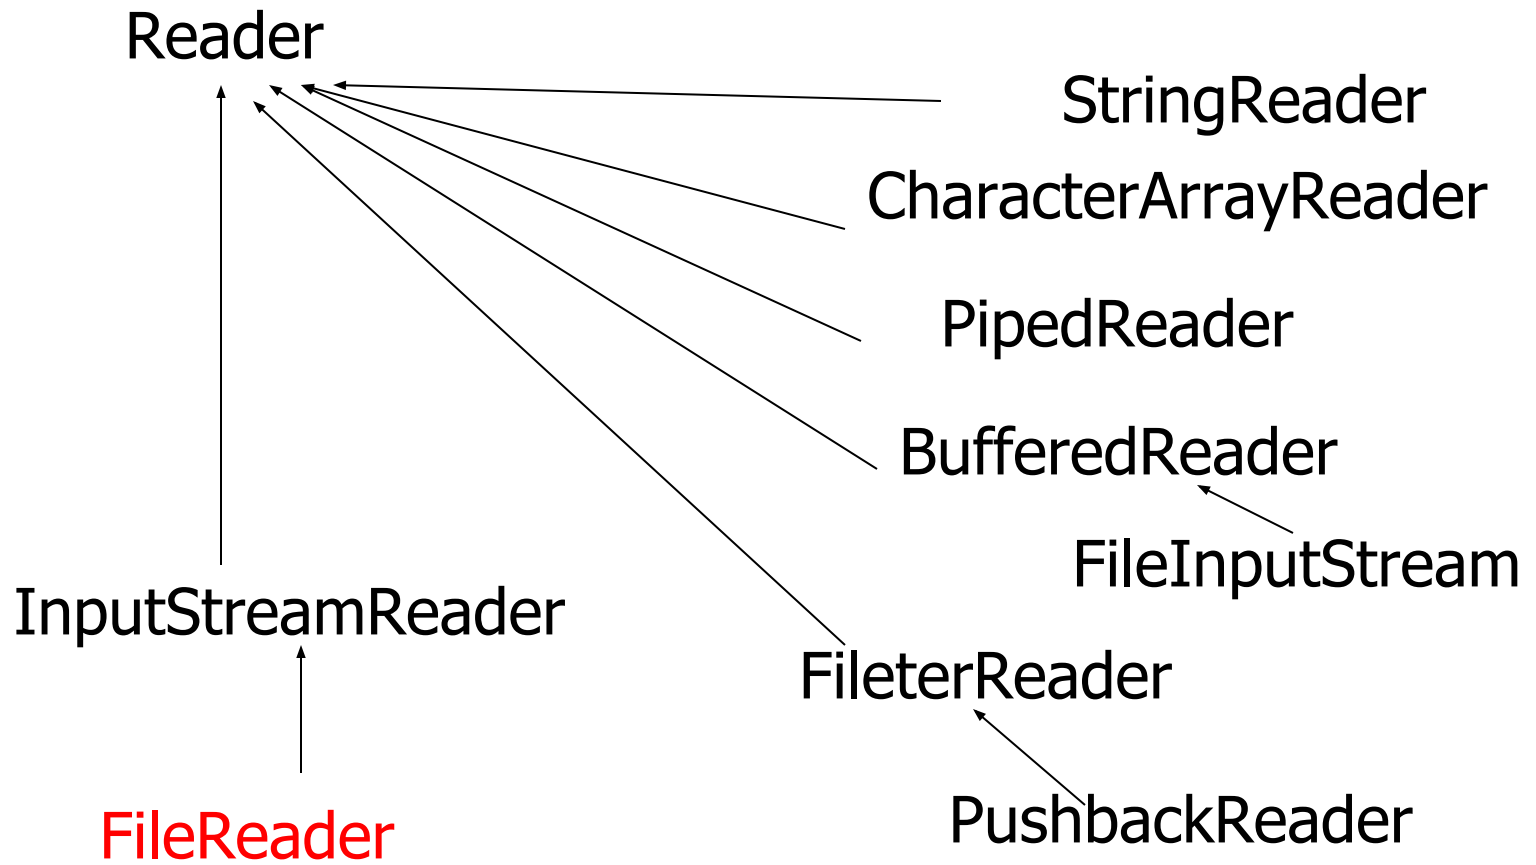 Reader
StringReader
CharacterArrayReader
PipedReader
BufferedReader
FileInputStream
InputStreamReader
FileterReader
PushbackReader
FileReader